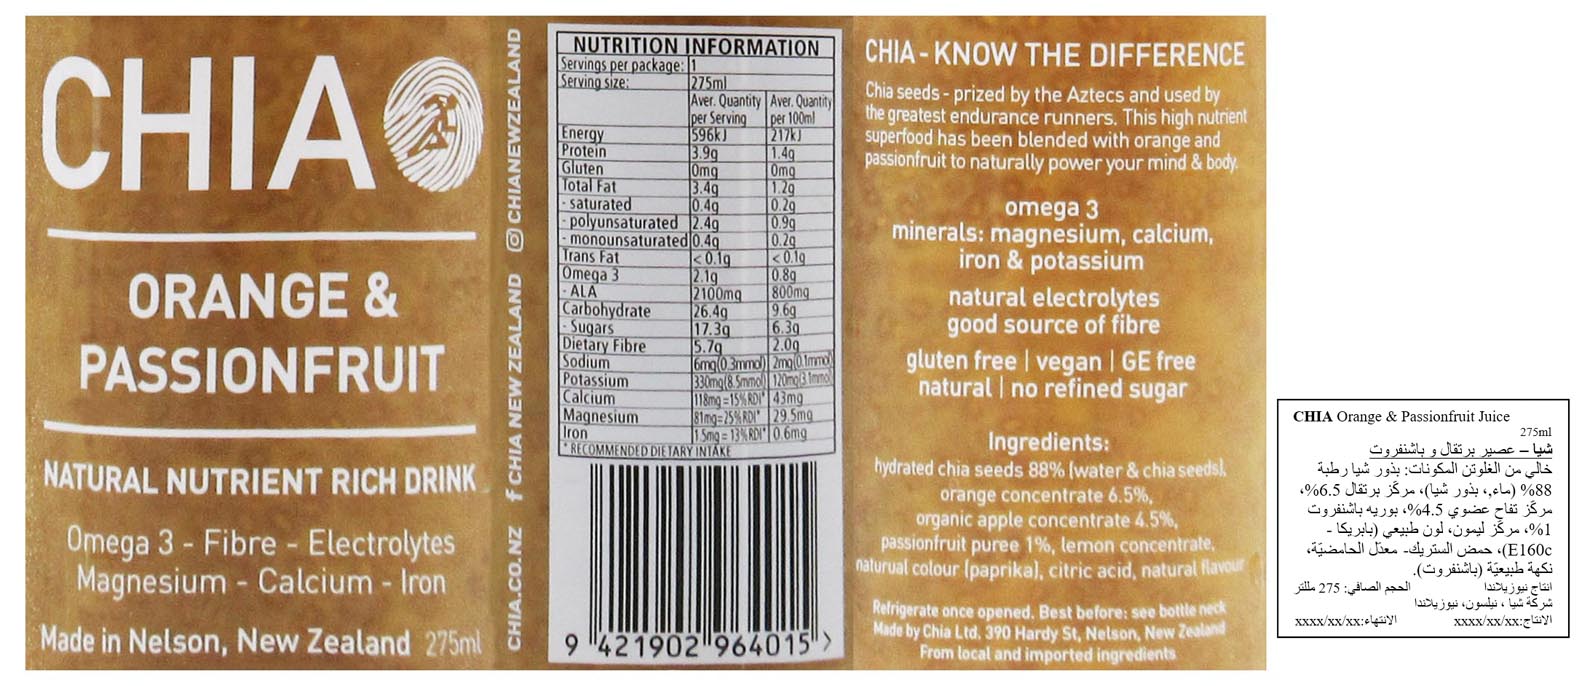 CHIA
ORANGE &
PASSIONFRUIT
NATURAL NUTRIENT RICH DRINK
Omega 3 - Fibre - Electrolytes
Magnesium - Calcium - Iron
Made in Nelson, New Zealand 275ml
CHIA.CO.NZ f CHIA NEW ZEALAND @CHIANEWZEALAND
NUTRITION INFORMATION
Servings per package: 1
Serving size: 275ml
Aver. Quantity per Serving Aver. Quantity per 100ml
Energy 596kJ 217kJ
Protein 3.9g 1.4g
Gluten 0mg 0mg
Total Fat 3.4g 1.2g
- saturated 0.4g 0.2g
- polyunsaturated 2.4g 0.9g
- monounsaturated 0.4g 0.2g
Trans Fat < 0.1g < 0.1g
Omega 3 2.1g 0.8g
- ALA 2100mg 800mg
Carbohydrate 26.4g 9.6g
- Sugars 17.3g 6.3g
Dietary Fibre 5.7g 2.0g
Sodium 6mg(0.3mmol) 2mg(0.1mmol)
Potassium 330mg(8.5mmol) 120mg(3.1mmol)
Calcium 118mg=15%RDI* 43mg
Magnesium 81mg=25%RDI* 29.5mg
Iron 1.5mg = 13%RDI* 0.6mg
* RECOMMENDED DIETARY INTAKE
9 421902 964015 >
CHIA - KNOW THE DIFFERENCE
Chia seeds - prized by the Aztecs and used by
the greatest endurance runners. This high nutrient
superfood has been blended with orange and
passionfruit to naturally power your mind & body.
omega 3
minerals: magnesium, calcium,
iron & potassium
natural electrolytes
good source of fibre
gluten free | vegan | GE free
natural | no refined sugar
Ingredients:
hydrated chia seeds 88% (water & chia seeds),
orange concentrate 6.5%,
organic apple concentrate 4.5%,
passionfruit puree 1%, lemon concentrate,
naturual colour (paprika), citric acid, natural flavour
Refrigerate once opened. Best before: see bottle neck
Made by Chia Ltd. 390 Hardy St, Nelson, New Zealand
From local and imported ingredients
CHIA Orange & Passionfruit Juice
275ml
شيا – عصير برتقال و باشنفروت
خالي من الغلوتن المكونات: بذور شيا رطبة
88% (ماء,، بذور شيا)، مركّز برتقال 6.5%،
مركّز تفاح عضوي 4.5%، بوريه باشنفروت
1%، مركّز ليمون، لون طبيعي (بابريكا -
E160c)، حمض الستريك- معدّل الحامضيّة،
نكهة طبيعيّة (باشنفروت).
انتاج نيوزيلاندا الحجم الصافي: 275 مللتر
شركة شيا ، نيلسون، نيوزيلاندا
الانتاج:xxxx/xx/xx الانتهاء:xxxx/xx/xx